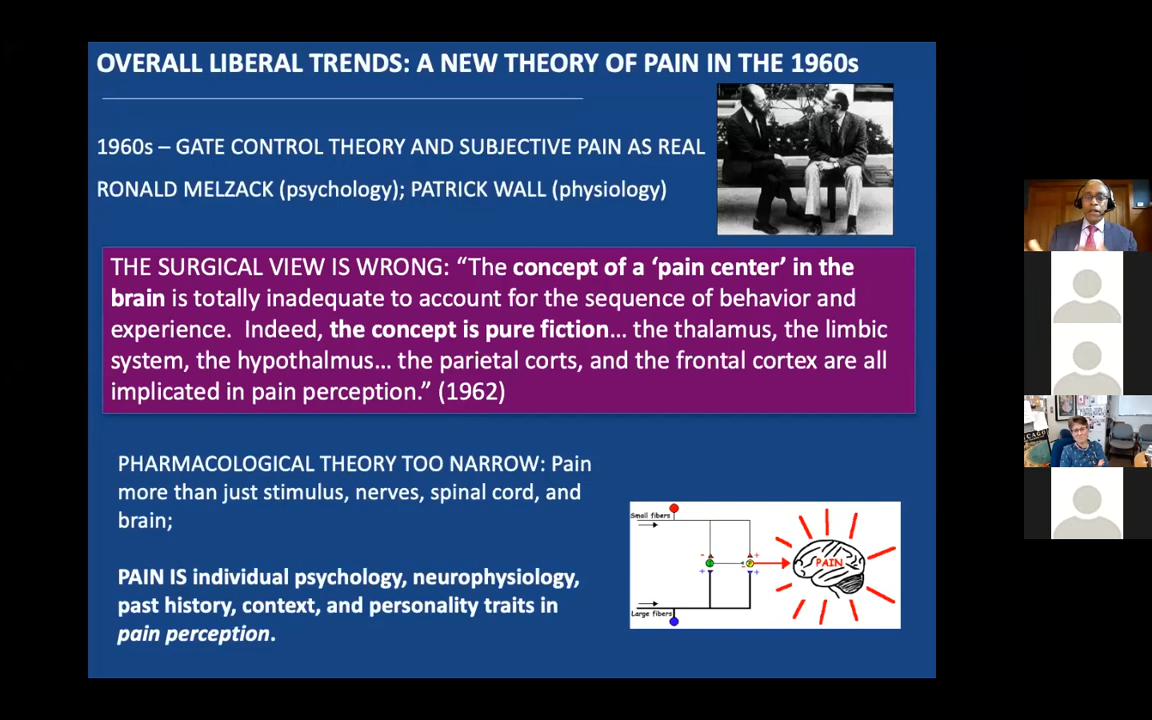 OVERALL LIBERAL TRENDS: A NEW THEORY OF PAIN IN THE 1960s
1960s – GATE CONTROL THEORY AND SUBJECTIVE PAIN AS REAL
RONALD MELZACK (psychology); PATRICK WALL (physiology)
THE SURGICAL VIEW IS WRONG: “The concept of a ‘pain center’ in the
brain is totally inadequate to account for the sequence of behavior and
experience. Indeed, the concept is pure fiction… the thalamus, the limbic
system, the hypothalmus… the parietal corts, and the frontal cortex are all
implicated in pain perception.” (1962)
PHARMACOLOGICAL THEORY TOO NARROW: Pain
more than just stimulus, nerves, spinal cord, and
brain;
PAIN IS individual psychology, neurophysiology,
past history, context, and personality traits in
pain perception.
Small fibers
- +
PAIN
+ - +
Large fibers